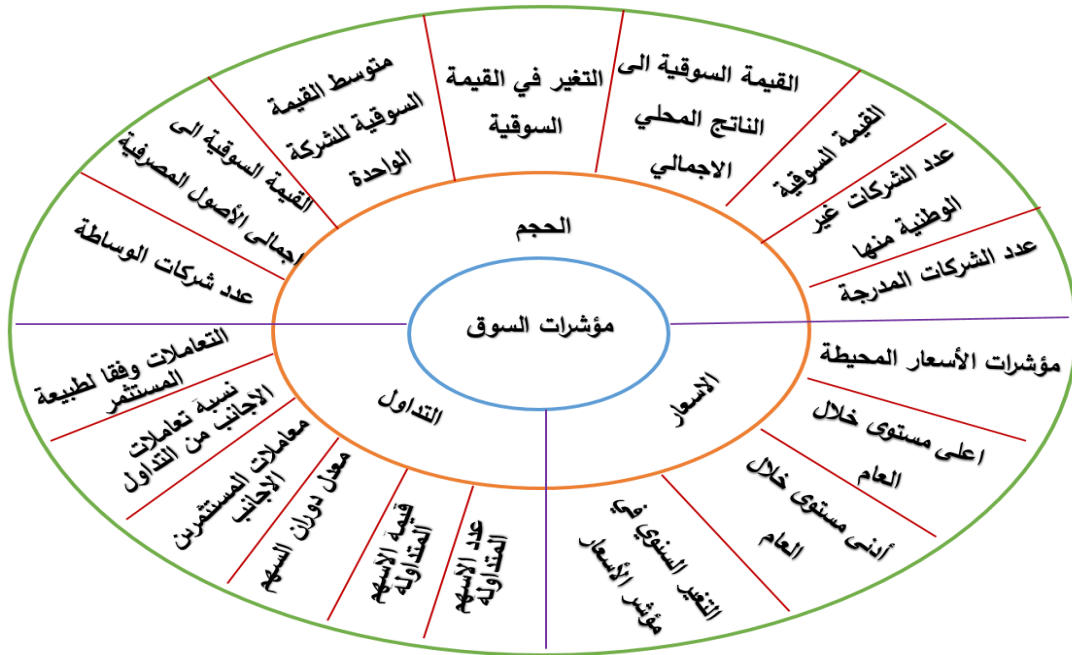 مؤشرات السوق
الحجم
عدد الشركات المدرجة
عدد الشركات غير
الوطنية منها
القيمة السوقية
القيمة السوقية الى
الناتج المحلي
الاجمالي
التغير في القيمة
السوقية
متوسط القيمة
السوقية للشركة
الواحدة
القيمة السوقية الى
اجمالى الأصول المصرفية
عدد شركات الوساطة
التداول
التعاملات وفقا لطبيعة
المستثمر
نسبة تعاملات
الاجانب من التداول
معاملات المستثمرين
الاجانب
معدل دوران السهم
قيمة الاسهم
المتداولة
عدد الاسهم
المتداولة
الاسعار
مؤشرات الأسعار المحيطة
اعلى مستوى خلال
العام
أدنى مستوى خلال
العام
التغير السنوي في
مؤشر الأسعار